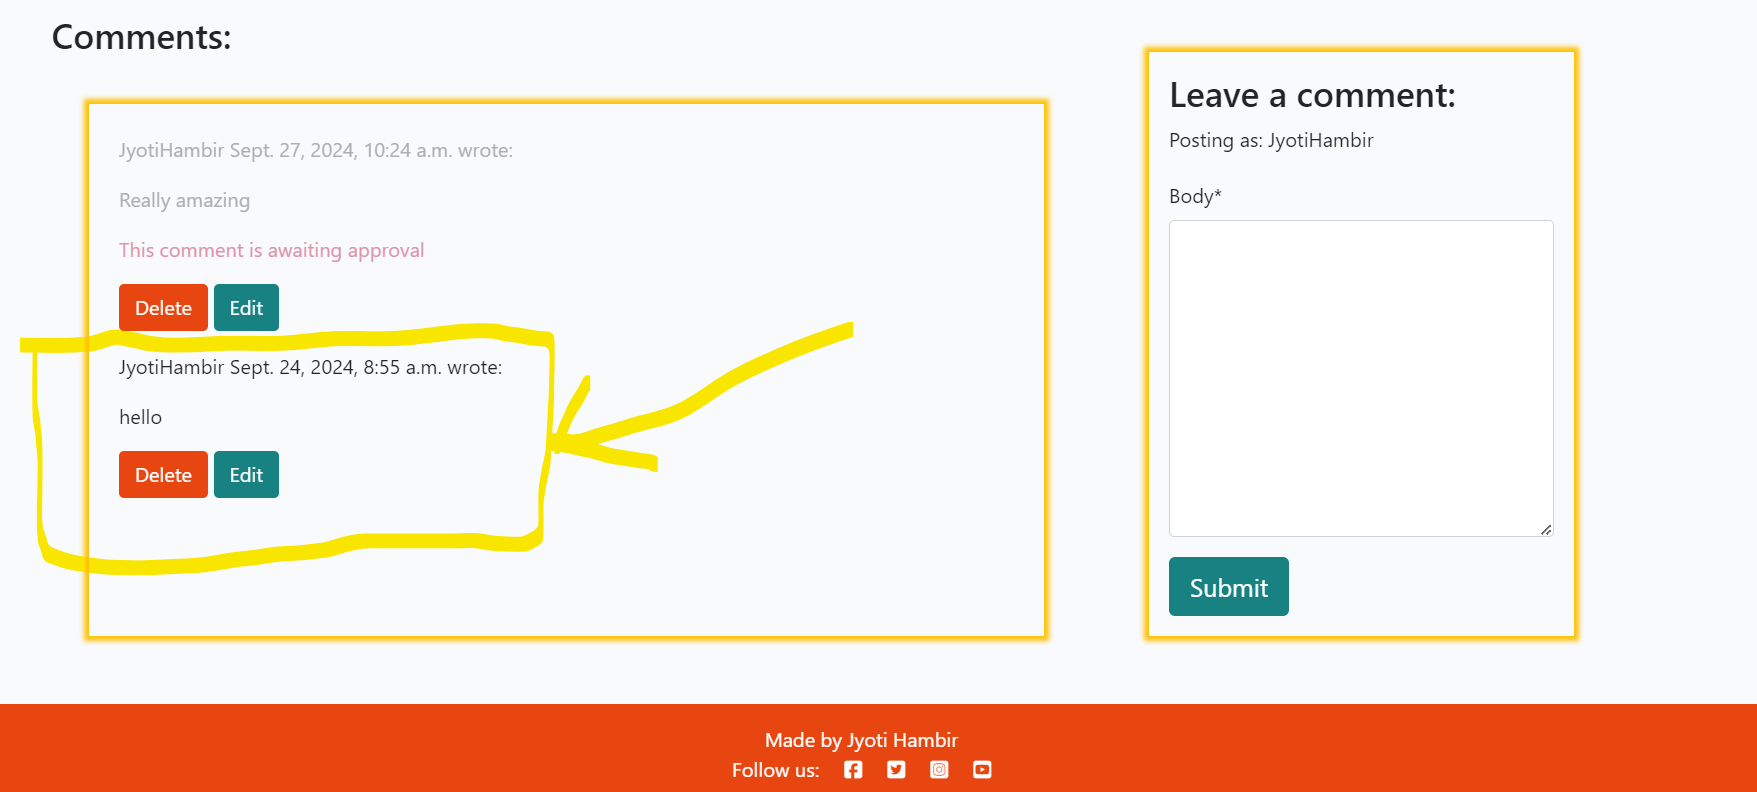 Comments:
JyotiHambir Sept. 27, 2024, 10:24 a.m. wrote:
Really amazing
This comment is awaiting approval
Delete Edit
JyotiHambir Sept. 24, 2024, 8:55 a.m. wrote:
hello
Delete Edit
Leave a comment:
Posting as: JyotiHambir
Body*
Submit
Made by Jyoti Hambir
Follow us: